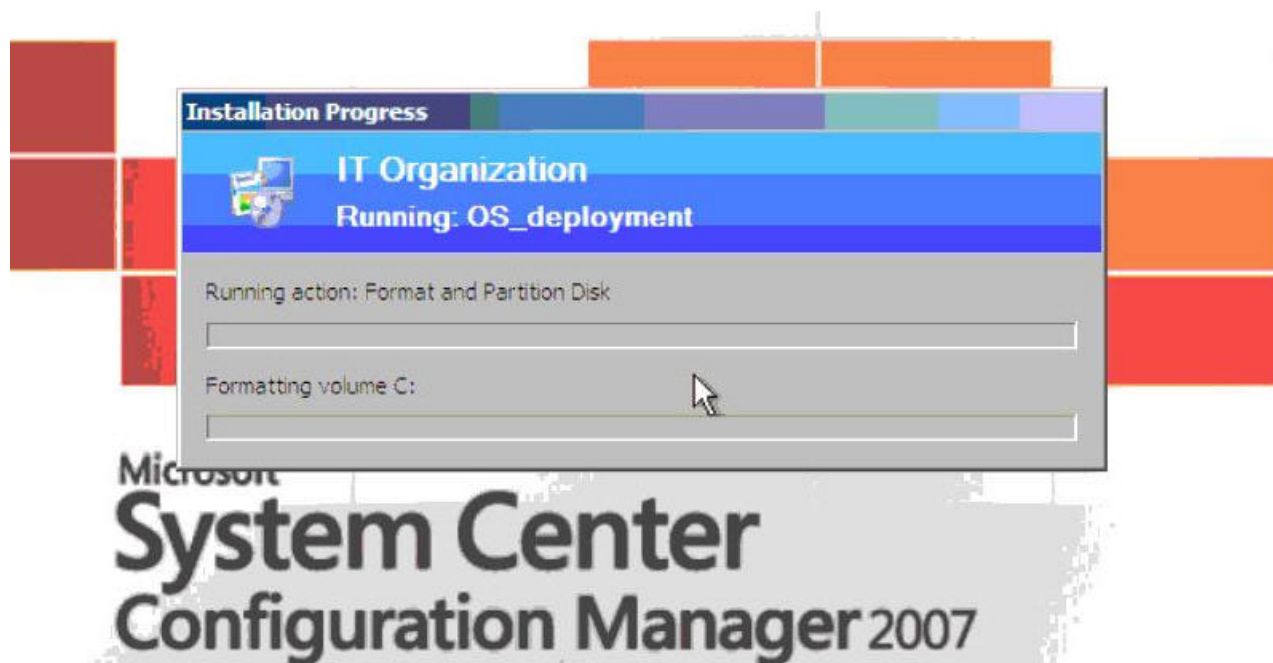 Installation Progress
IT Organization
Running: OS_deployment
Running action: Format and Partition Disk
Formatting volume C:
Microsoft
System Center
Configuration Manager 2007